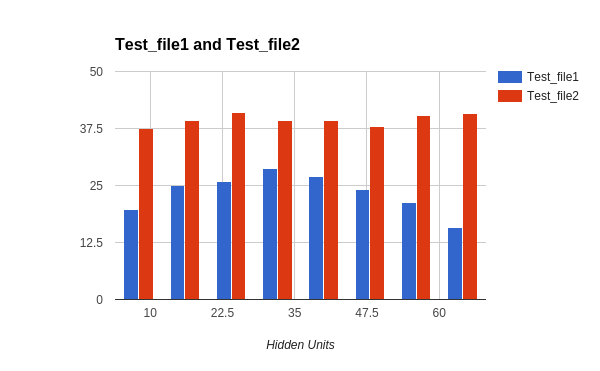 Test_file1 and Test_file2
50
37.5
25
12.5
0
10 22.5 35 47.5 60
Hidden Units
Test_file1
Test_file2